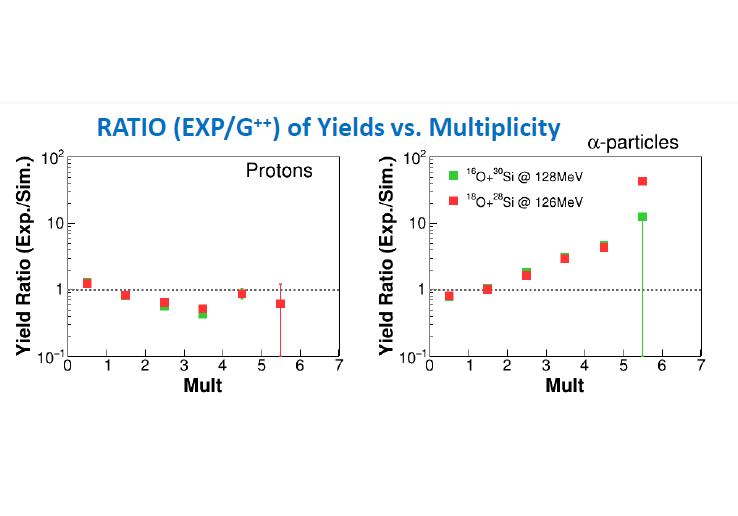 RATIO (EXP/G⁺⁺) of Yields vs. Multiplicity
α-particles
Protons
¹⁶O+³⁰Si @ 128MeV
¹⁸O+²⁸Si @ 126MeV
Yield Ratio (Exp./Sim.)
10²
10
1
10⁻¹
0 1 2 3 4 5 6 7
Mult
Yield Ratio (Exp./Sim.)
10²
10
1
10⁻¹
0 1 2 3 4 5 6 7
Mult